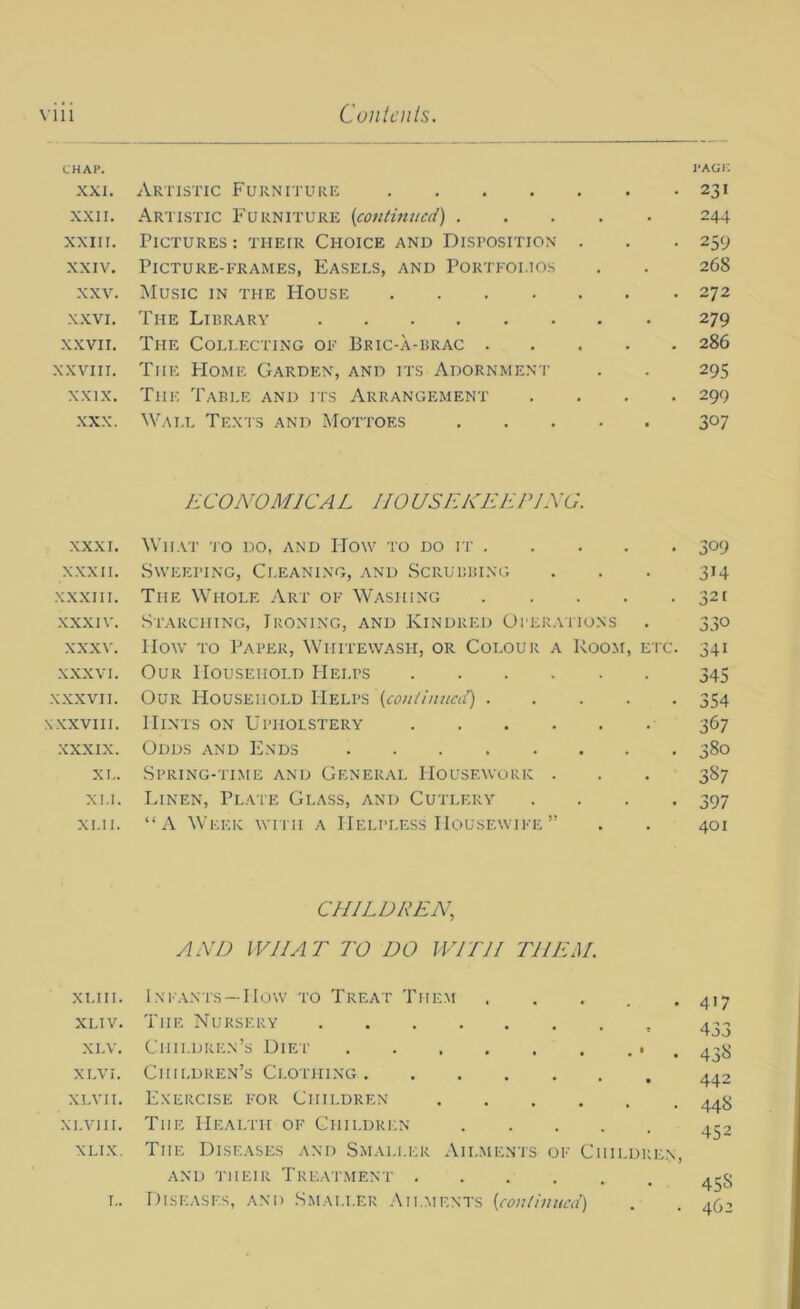 viii Contents.
CHAP. PAGE
XXI. ARTISTIC FURNITURE . . . . . . . 231
XXII. ARTISTIC FURNITURE (continued) . . . . . 244
XXIII. PICTURES: THEIR CHOICE AND DISPOSITION . . . 259
XXIV. PICTURE-FRAMES, EASELS, AND PORTFOLIOS . . 268
XXV. MUSIC IN THE HOUSE . . . . . . . 272
XXVI. THE LIBRARY . . . . . . . . 279
XXVII. THE COLLECTING OF BRIC-À-BRAC . . . . . 286
XXVIII. THE HOME GARDEN, AND ITS ADORNMENT . . 295
XXIX. THE TABLE AND ITS ARRANGEMENT . . . . 299
XXX. WALL TEXTS AND MOTTOES . . . . . 307
ECONOMICAL HOUSEKEEPING.
XXXI. WHAT TO DO, AND HOW TO DO IT . . . . . 309
XXXII. SWEEPING, CLEANING, AND SCRUBBING . . . 314
XXXIII. THE WHOLE ART OF WASHING . . . . . 321
XXXIV. STARCHING, IRONING, AND KINDRED OPERATIONS . 330
XXXV. HOW TO PAPER, WHITEWASH, OR COLOUR A ROOM, ETC. 341
XXXVI. OUR HOUSEHOLD HELPS . . . . . . 345
XXXVII. OUR HOUSEHOLD HELPS (continued) . . . . . 354
XXXVIII. HINTS ON UPHOLSTERY . . . . . . 367
XXXIX. ODDS AND ENDS . . . . . . . . 380
XL. SPRING-TIME AND GENERAL HOUSEWORK . . . 387
XLI. LINEN, PLATE GLASS, AND CUTLERY . . . . 397
XLII. "A WEEK WITH A HELPLESS HOUSEWIFE" . . 401
CHILDREN,
AND WHAT TO DO WITH THEM.
XLIII. INFANTS—HOW TO TREAT THEM . . . . . 417
XLIV. THE NURSERY . . . . . . . . 433
XLV. CHILDREN'S DIET . . . . . . . . 438
XLVI. CHILDREN'S CLOTHING . . . . . . . 442
XLVII. EXERCISE FOR CHILDREN . . . . . . 448
XLVIII. THE HEALTH OF CHILDREN . . . . . 452
XLIX. THE DISEASES AND SMALLER AILMENTS OF CHILDREN,
AND THEIR TREATMENT . . . . . . 458
L. DISEASES, AND SMALLER AILMENTS (continued) . . 462